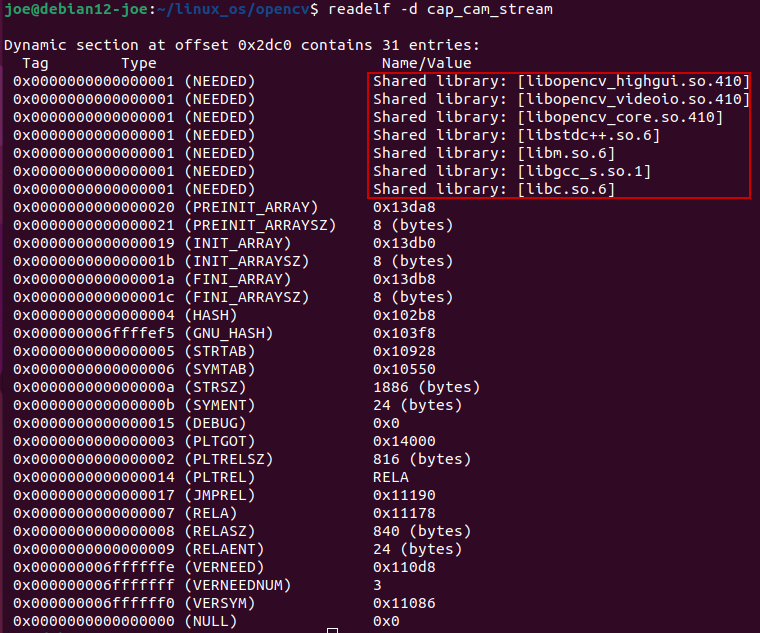 joe@debian12-joe:~/linux_os/opencv$ readelf -d cap_cam_stream
Dynamic section at offset 0x2dc0 contains 31 entries:
Tag Type Name/Value
0x0000000000000001 (NEEDED) Shared library: [libopencv_highgui.so.410]
0x0000000000000001 (NEEDED) Shared library: [libopencv_videoio.so.410]
0x0000000000000001 (NEEDED) Shared library: [libopencv_core.so.410]
0x0000000000000001 (NEEDED) Shared library: [libstdc++.so.6]
0x0000000000000001 (NEEDED) Shared library: [libm.so.6]
0x0000000000000001 (NEEDED) Shared library: [libgcc_s.so.1]
0x0000000000000001 (NEEDED) Shared library: [libc.so.6]
0x0000000000000020 (PREINIT_ARRAY) 0x13da8
0x0000000000000021 (PREINIT_ARRAYSZ) 8 (bytes)
0x0000000000000019 (INIT_ARRAY) 0x13db0
0x000000000000001b (INIT_ARRAYSZ) 8 (bytes)
0x000000000000001a (FINI_ARRAY) 0x13db8
0x000000000000001c (FINI_ARRAYSZ) 8 (bytes)
0x0000000000000004 (HASH) 0x102b8
0x000000006ffffef5 (GNU_HASH) 0x103f8
0x0000000000000005 (STRTAB) 0x10928
0x0000000000000006 (SYMTAB) 0x10550
0x000000000000000a (STRSZ) 1886 (bytes)
0x000000000000000b (SYMENT) 24 (bytes)
0x0000000000000015 (DEBUG) 0x0
0x0000000000000003 (PLTGOT) 0x14000
0x0000000000000002 (PLTRELSZ) 816 (bytes)
0x0000000000000014 (PLTREL) RELA
0x0000000000000017 (JMPREL) 0x11190
0x0000000000000007 (RELA) 0x11178
0x0000000000000008 (RELASZ) 840 (bytes)
0x0000000000000009 (RELAENT) 24 (bytes)
0x000000006ffffffe (VERNEED) 0x110d8
0x000000006fffffff (VERNEEDNUM) 3
0x000000006ffffff0 (VERSYM) 0x11086
0x0000000000000000 (NULL) 0x0